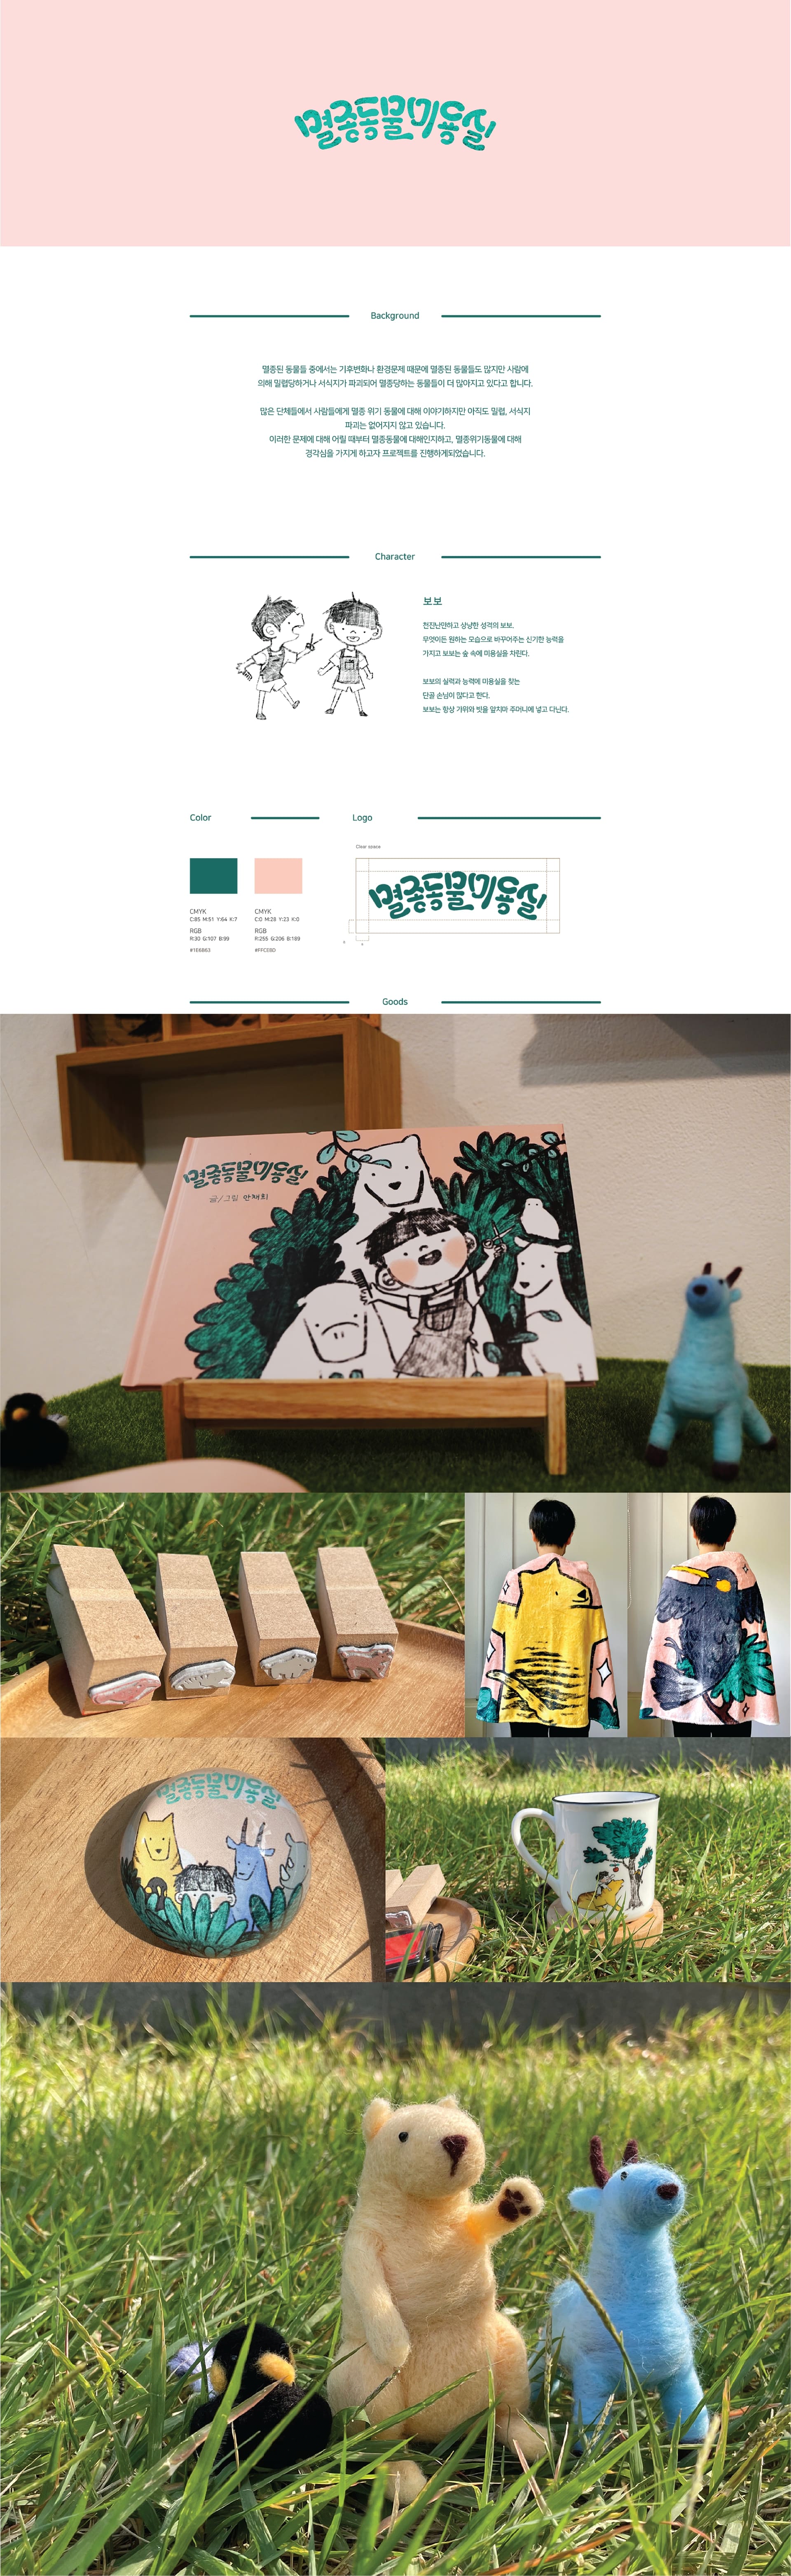 멸종동물미용실
Background
멸종된 동물들 중에서는 기후변화나 환경문제 때문에 멸종된 동물들도 많지만 사람에
의해 밀렵당하거나 서식지가 파괴되어 멸종당하는 동물들이 더 많아지고 있다고 합니다.
많은 단체들에서 사람들에게 멸종 위기 동물에 대해 이야기하지만 아직도 밀렵, 서식지
파괴는 없어지지 않고 있습니다.
이러한 문제에 대해 어릴 때부터 멸종동물에 대해인지하고, 멸종위기동물에 대해
경각심을 가지게 하고자 프로젝트를 진행하게되었습니다.
Character
보보
천진난만하고 상냥한 성격의 보보.
무엇이든 원하는 모습으로 바꾸어주는 신기한 능력을
가지고 보보는 숲 속에 미용실을 차린다.
보보의 실력과 능력에 미용실을 찾는
단골 손님이 많다고 한다.
보보는 항상 가위와 빗을 앞치마 주머니에 넣고 다닌다.
Color
Logo
Clear space
멸종동물미용실
CMYK
C:85 M:51 Y:64 K:7
RGB
R:30 G:107 B:99
#1E6B63
CMYK
C:0 M:28 Y:23 K:0
RGB
R:255 G:206 B:189
#FFCEBD
Goods
멸종동물미용실
글/그림 안채희
멸종동물미용실